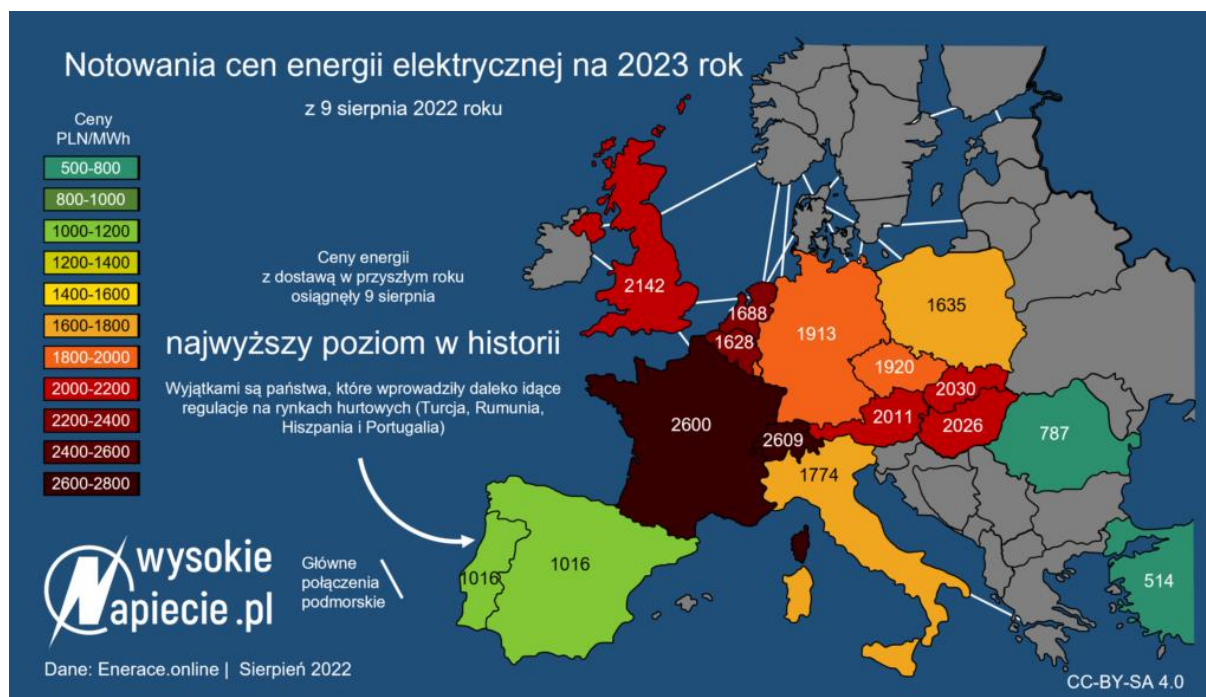 Notowania cen energii elektrycznej na 2023 rok
z 9 sierpnia 2022 roku
Ceny
PLN/MWh
500-800
800-1000
1000-1200
1200-1400
1400-1600
1600-1800
1800-2000
2000-2200
2200-2400
2400-2600
2600-2800
Ceny energii
z dostawą w przyszłym roku
osiągnęły 9 sierpnia
najwyższy poziom w historii
Wyjątkami są państwa, które wprowadziły daleko idące
regulacje na rynkach hurtowych (Turcja, Rumunia,
Hiszpania i Portugalia)
2142
1688
1628
1913
1635
1920
2030
2011
2026
2600
2609
787
1774
1016
1016
514
wysokie
Napiecie.pl
Główne
połączenia
podmorskie
Dane: Enerace.online | Sierpień 2022
CC-BY-SA 4.0